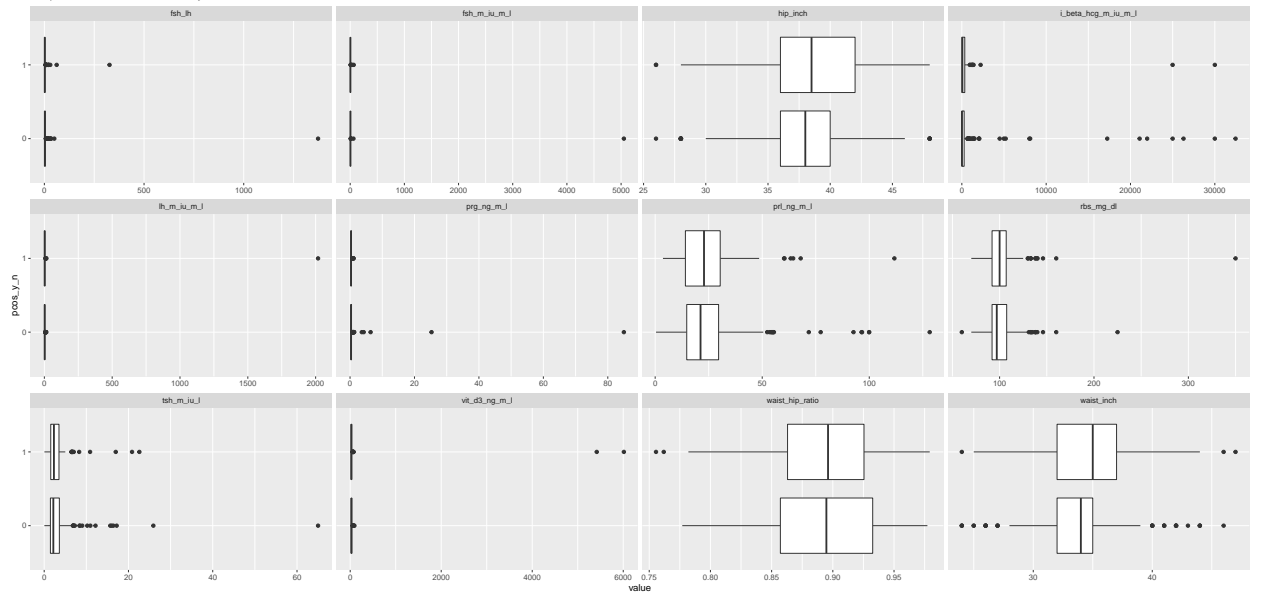 fsh_lh fsh_m_iu_m_l hip_inch i_beta_hcg_m_iu_m_l
1
0
0 500 1000 0 1000 2000 3000 4000 5000 25 30 35 40 45 0 10000 20000 30000
lh_m_iu_m_l prg_ng_m_l prl_ng_m_l rbs_mg_dl
1
0
0 500 1000 1500 2000 0 20 40 60 80 0 50 100 100 200 300
pcos_y_n
tsh_m_iu_l vit_d3_ng_m_l waist_hip_ratio waist_inch
1
0
0 20 40 60 0 2000 4000 6000 0.75 0.80 0.85 0.90 0.95 30 40
value